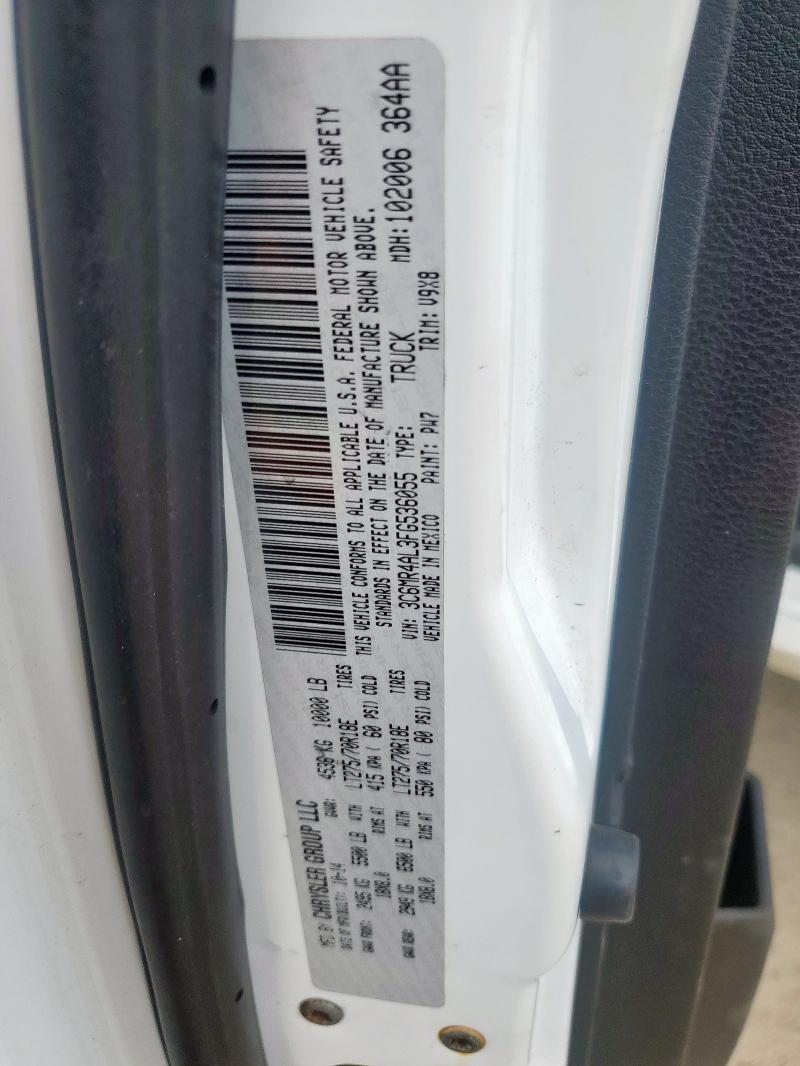 MFD BY: CHRYSLER GROUP LLC
DATE OF MFR: 10-14 GVWR: 4536-KG 10000 LB
GAWR FRONT: 2495 KG 5500 LB WITH LT275/70R18E TIRES
18X8.0 RIMS AT 415 KPA ( 60 PSI) COLD
GAWR REAR: 2949 KG 6500 LB WITH LT275/70R18E TIRES
18X8.0 RIMS AT 550 KPA ( 80 PSI) COLD
THIS VEHICLE CONFORMS TO ALL APPLICABLE U.S.A. FEDERAL MOTOR VEHICLE SAFETY
STANDARDS IN EFFECT ON THE DATE OF MANUFACTURE SHOWN ABOVE.
VIN: 3C6MR4AL3FG536055 TYPE: TRUCK MDH: 102006 364AA
VEHICLE MADE IN MEXICO PAINT: PW7 TRIM: V9X8